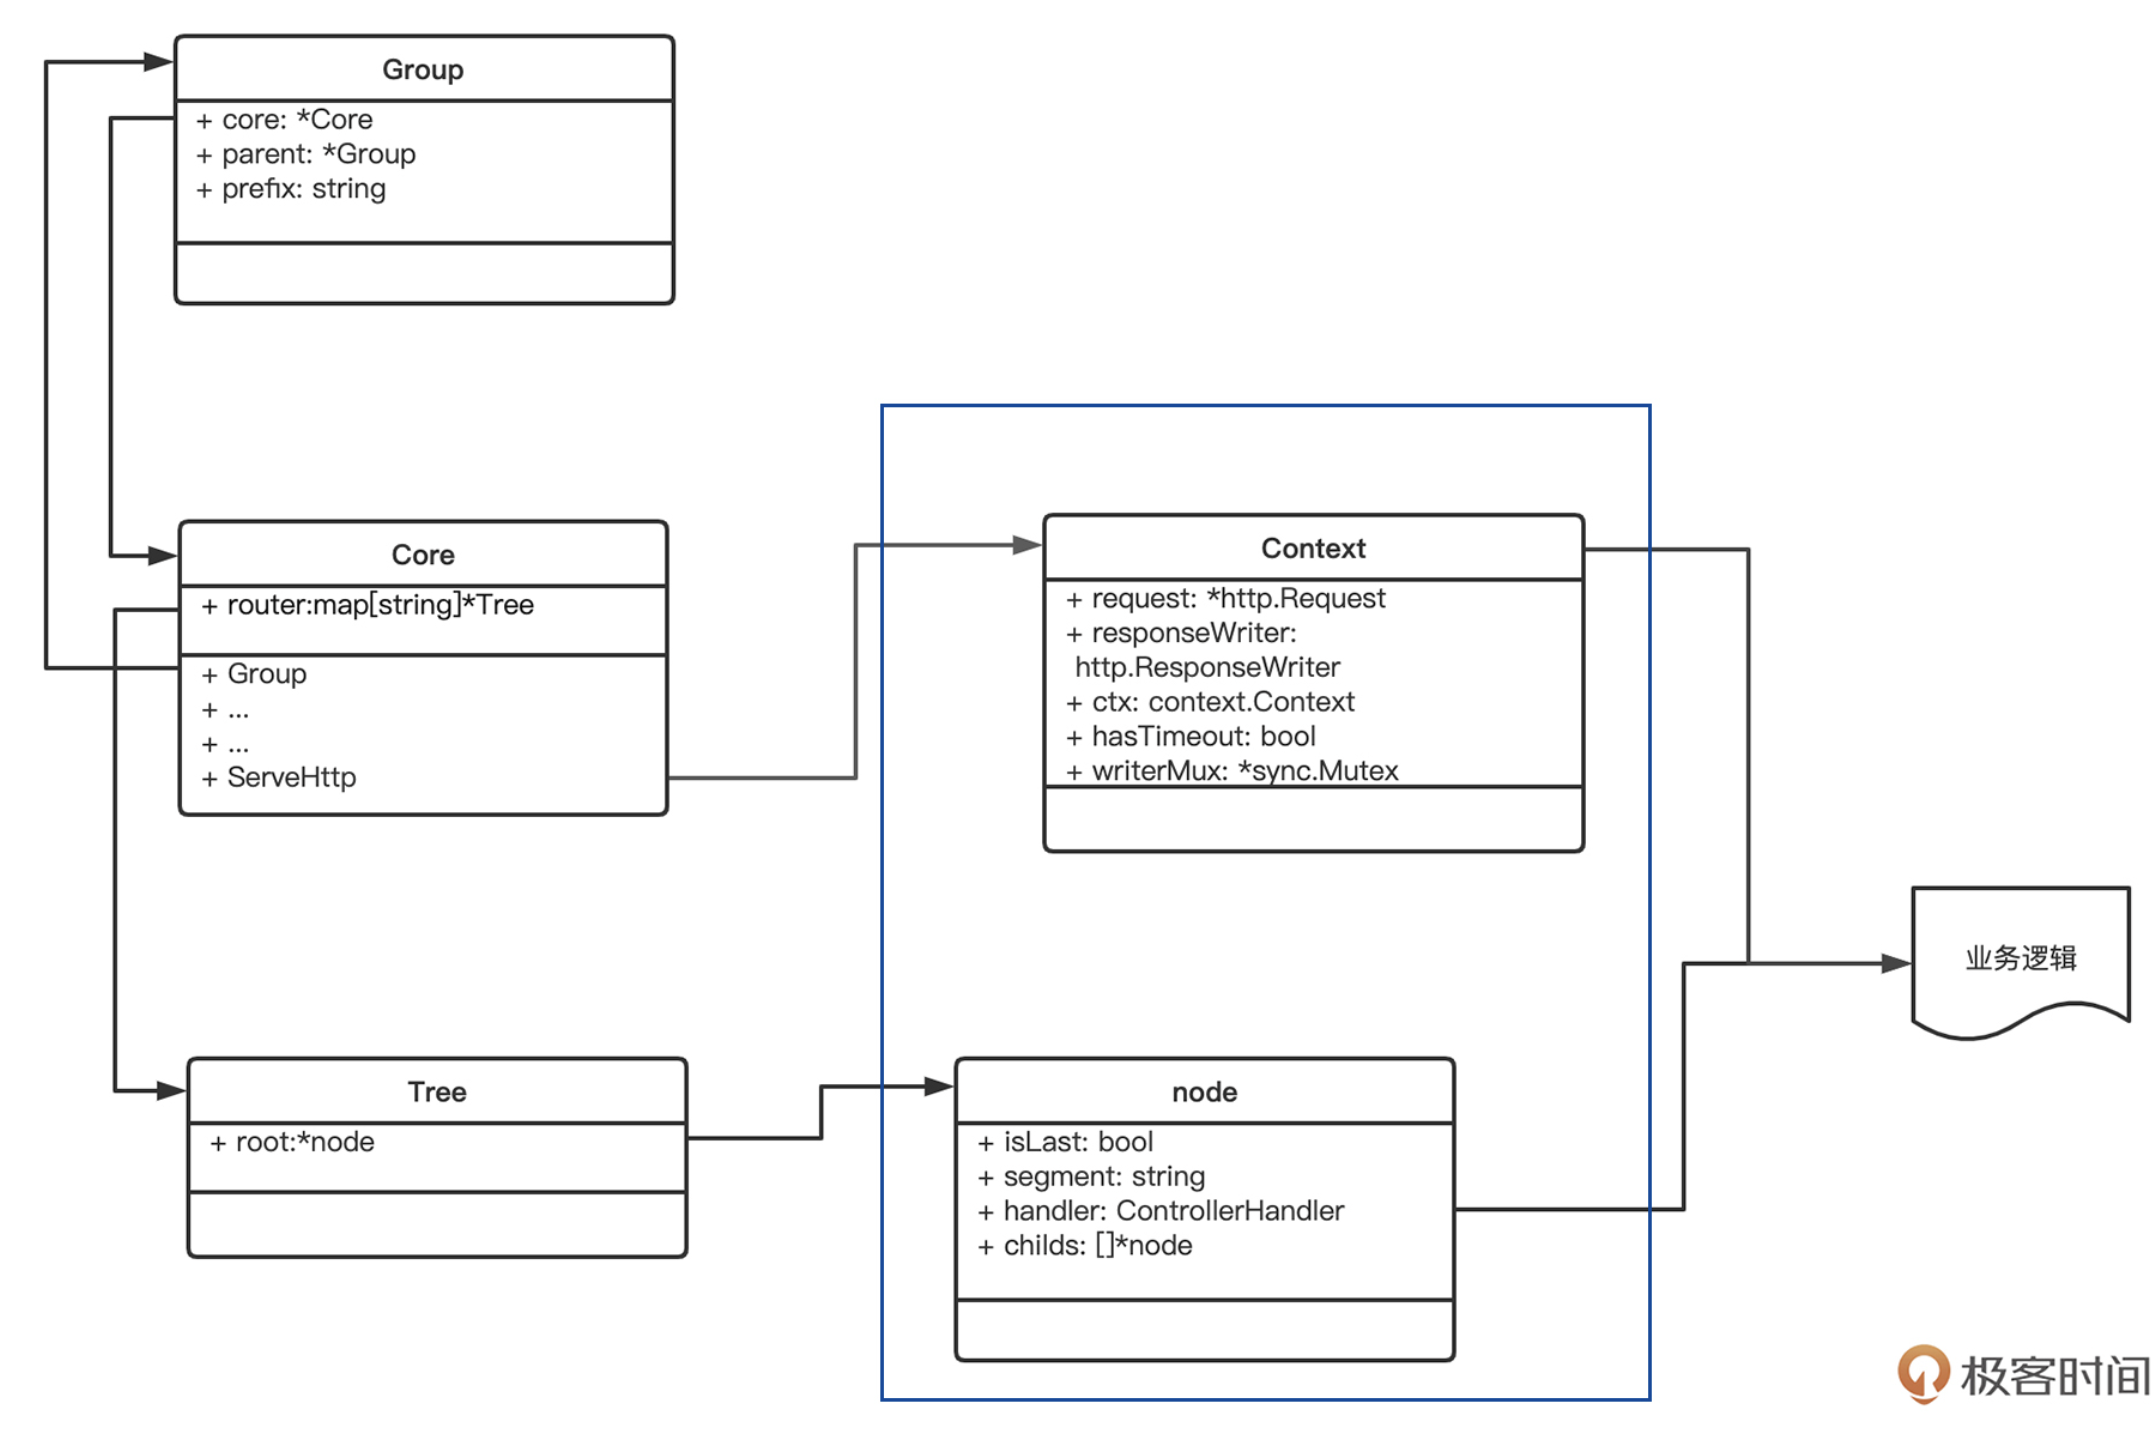 Group
+ core: *Core
+ parent: *Group
+ prefix: string
Core
+ router:map[string]*Tree
+ Group
+ ...
+ ...
+ ServeHttp
Context
+ request: *http.Request
+ responseWriter:
http.ResponseWriter
+ ctx: context.Context
+ hasTimeout: bool
+ writerMux: *sync.Mutex
业务逻辑
Tree
+ root:*node
node
+ isLast: bool
+ segment: string
+ handler: ControllerHandler
+ childs: []*node
极客时间